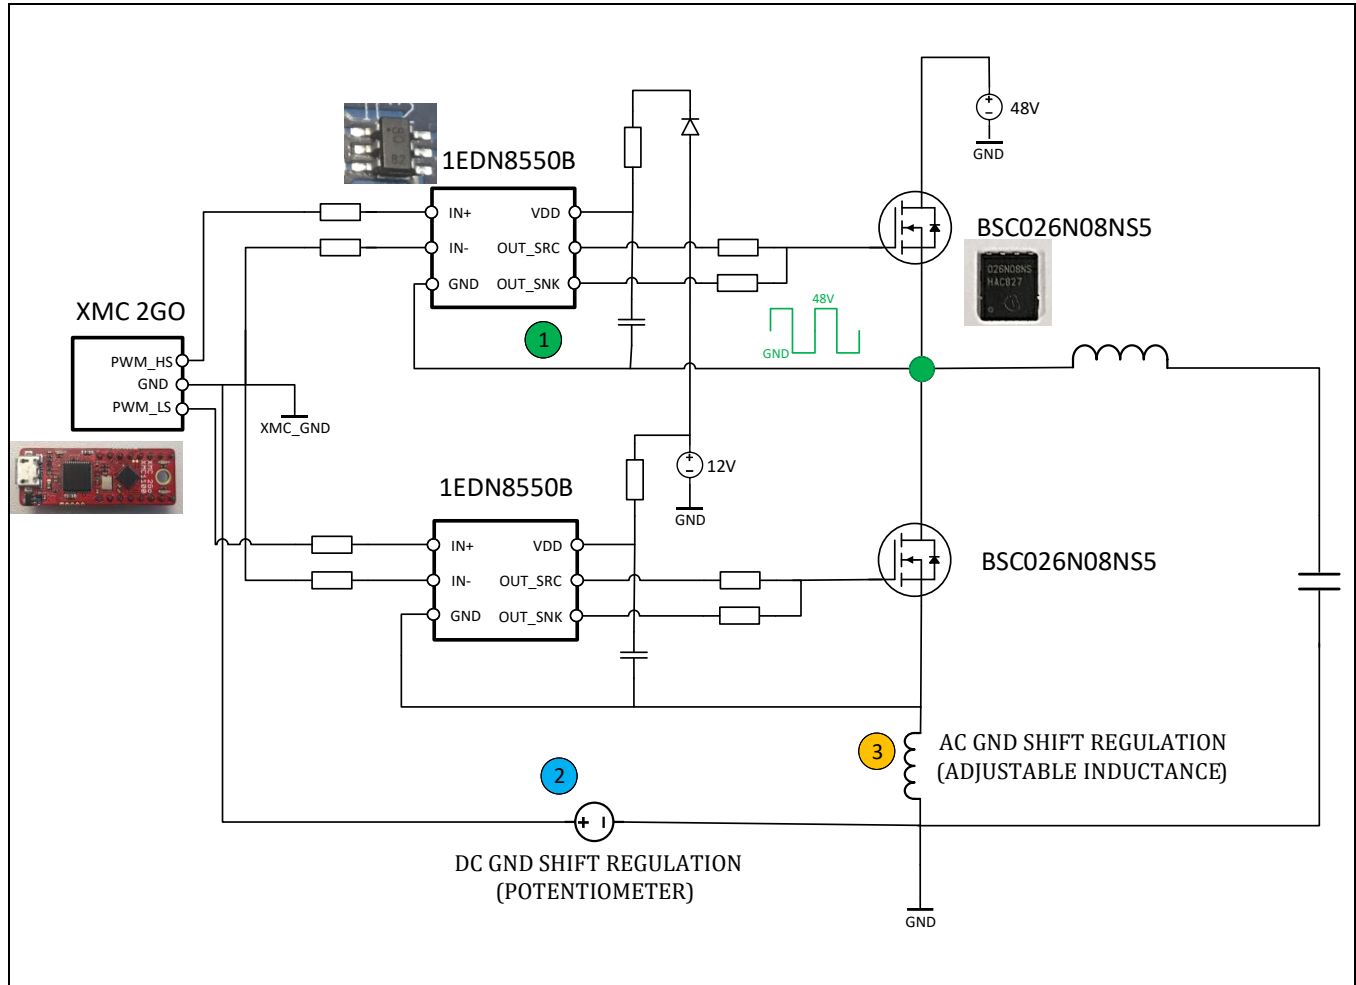 48V
GND
1EDN8550B
IN+
VDD
IN-
OUT_SRC
GND
OUT_SNK
BSC026N08NS5
026N08NS
HAC827
1
48V
GND
XMC 2GO
PWM_HS
GND
PWM_LS
XMC_GND
12V
GND
1EDN8550B
IN+
VDD
IN-
OUT_SRC
GND
OUT_SNK
BSC026N08NS5
3
AC GND SHIFT REGULATION
(ADJUSTABLE INDUCTANCE)
2
DC GND SHIFT REGULATION
(POTENTIOMETER)
GND